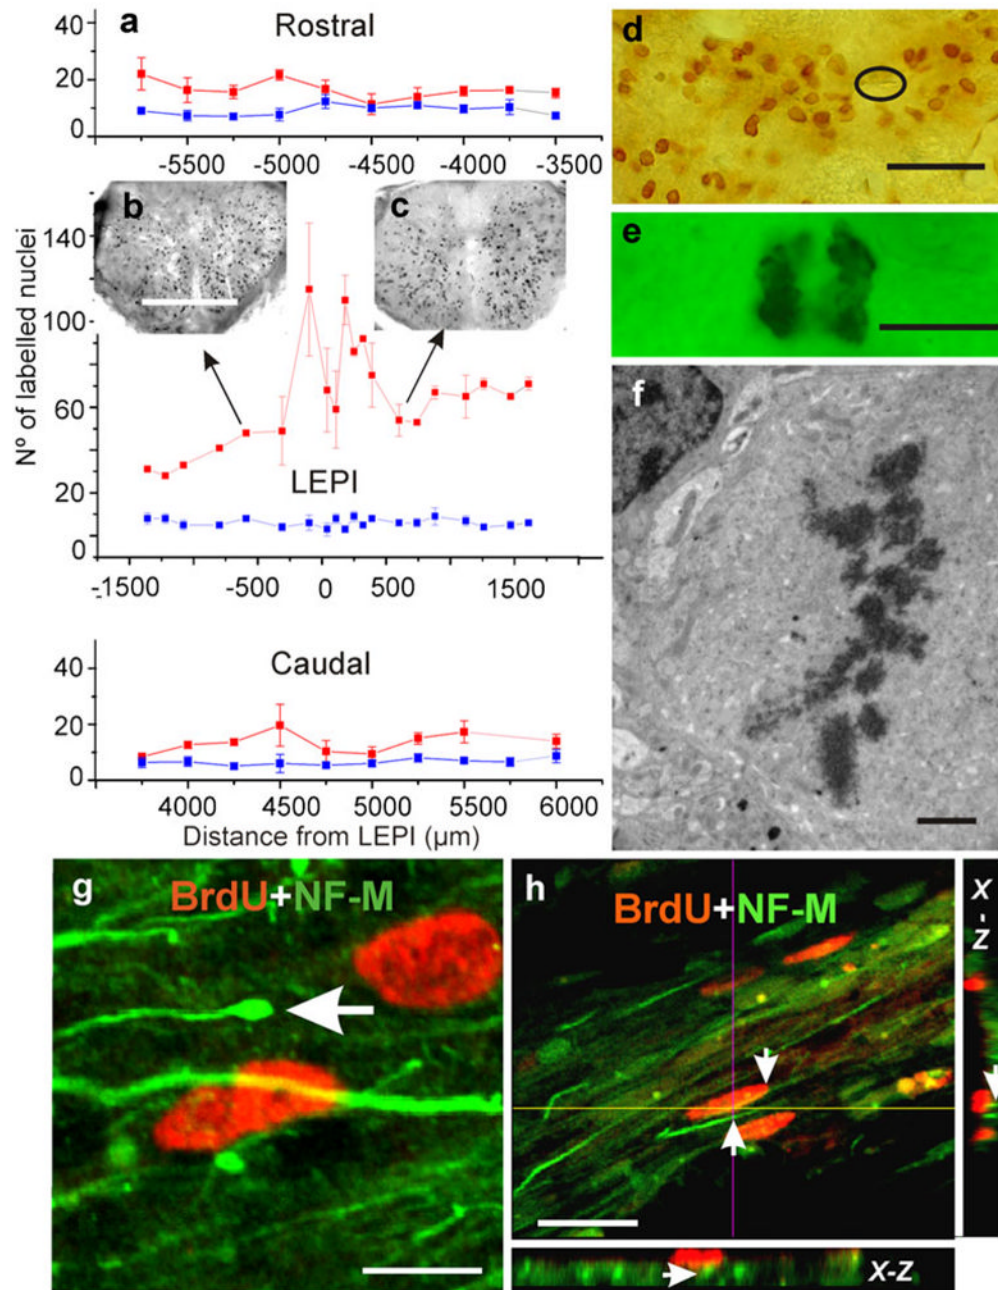 a
Rostral
40
20
0
-5500
-5000
-4500
-4000
-3500
b
c
Nº of labelled nuclei
140
100
60
20
0
LEPI
-1500
-500
0
500
1500
Caudal
40
20
0
4000
4500
5000
5500
6000
Distance from LEPI (µm)
d
e
f
g
BrdU+NF-M
h
BrdU+NF-M
X
-
Z
X-Z